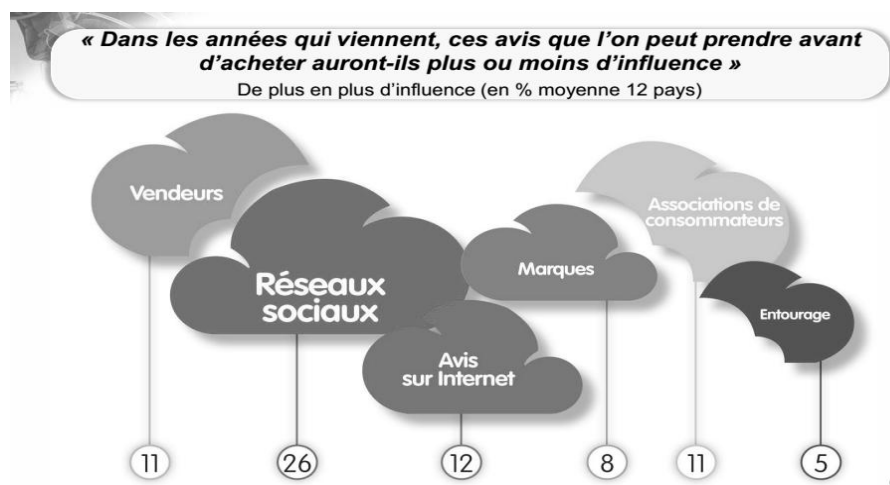 « Dans les années qui viennent, ces avis que l'on peut prendre avant
d'acheter auront-ils plus ou moins d'influence »
De plus en plus d'influence (en % moyenne 12 pays)
Vendeurs
Réseaux
sociaux
Avis
sur Internet
Marques
Associations de
consommateurs
Entourage
11
26
12
8
11
5